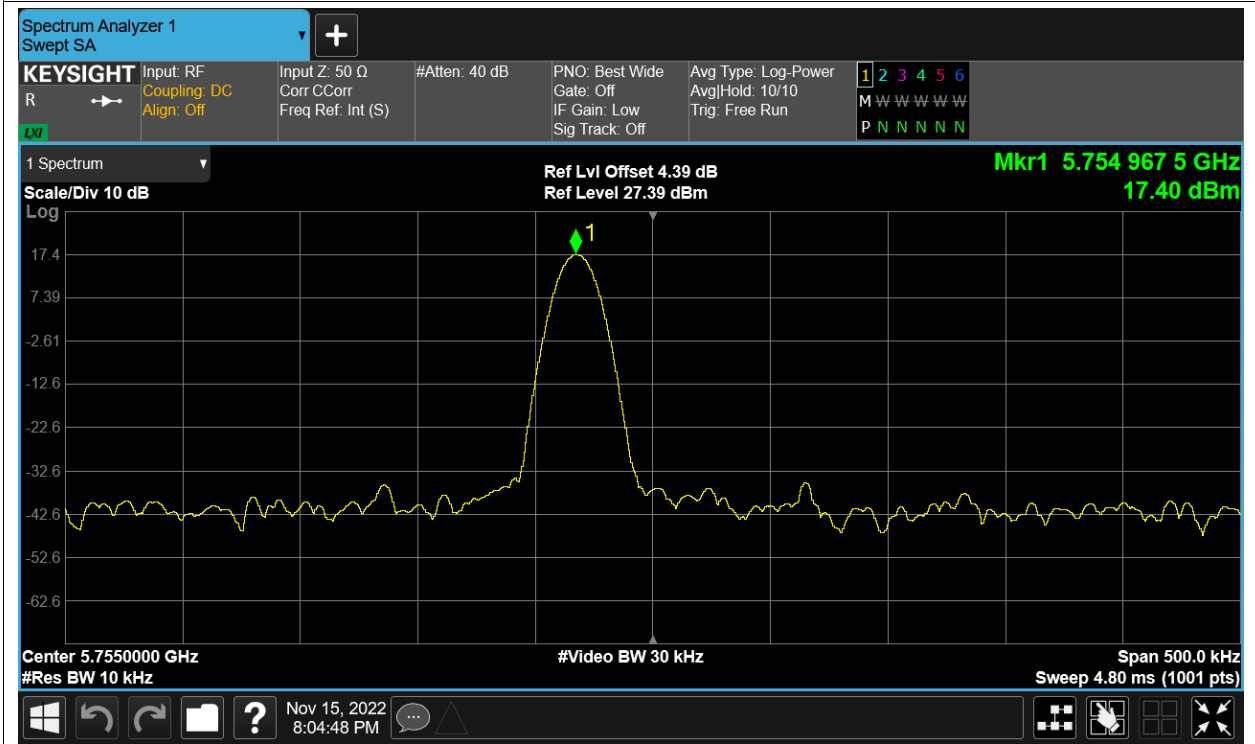 Spectrum Analyzer 1
Swept SA
+
KEYSIGHT
R
LXI
Input: RF
Coupling: DC
Align: Off
Input Z: 50 Ω
Corr CCorr
Freq Ref: Int (S)
#Atten: 40 dB
PNO: Best Wide
Gate: Off
IF Gain: Low
Sig Track: Off
Avg Type: Log-Power
Avg|Hold: 10/10
Trig: Free Run
1 2 3 4 5 6
M W W W W W
P N N N N N
1 Spectrum
Scale/Div 10 dB
Log
Ref Lvl Offset 4.39 dB
Ref Level 27.39 dBm
Mkr1 5.754 967 5 GHz
17.40 dBm
1
17.4
7.39
-2.61
-12.6
-22.6
-32.6
-42.6
-52.6
-62.6
Center 5.7550000 GHz
#Res BW 10 kHz
#Video BW 30 kHz
Span 500.0 kHz
Sweep 4.80 ms (1001 pts)
?
Nov 15, 2022
8:04:48 PM